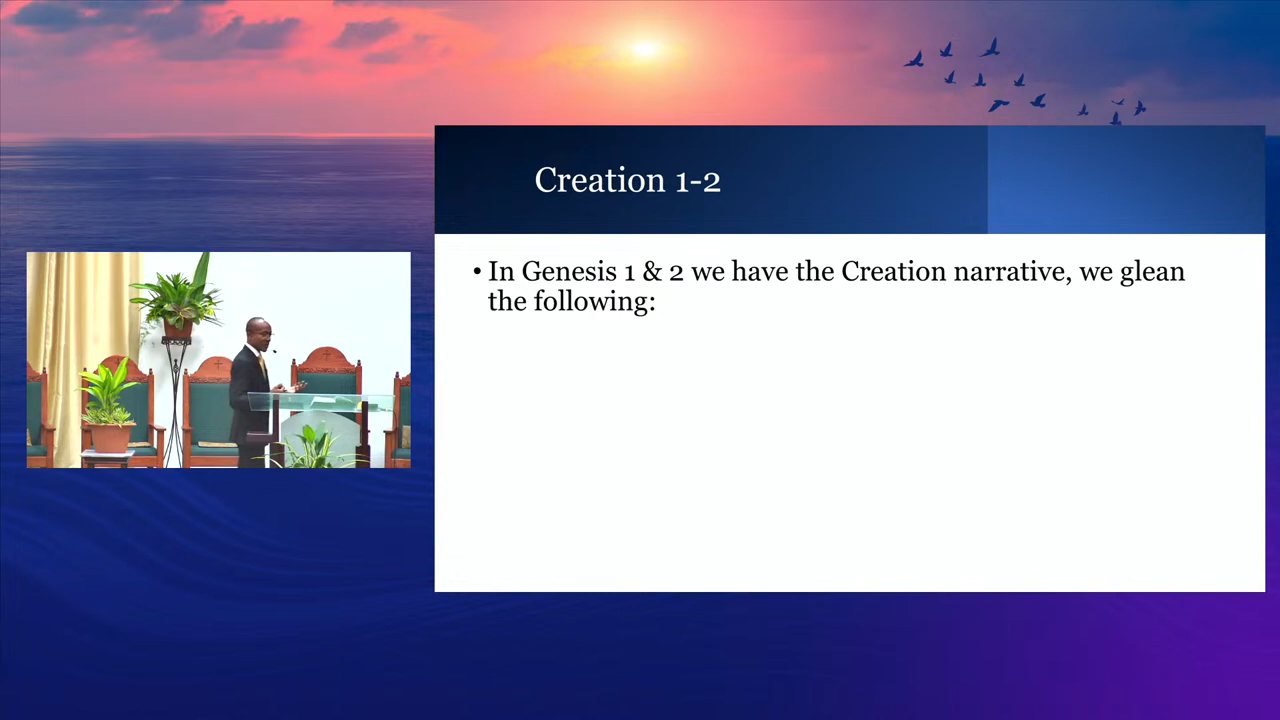 Creation 1-2
• In Genesis 1 & 2 we have the Creation narrative, we glean
the following: